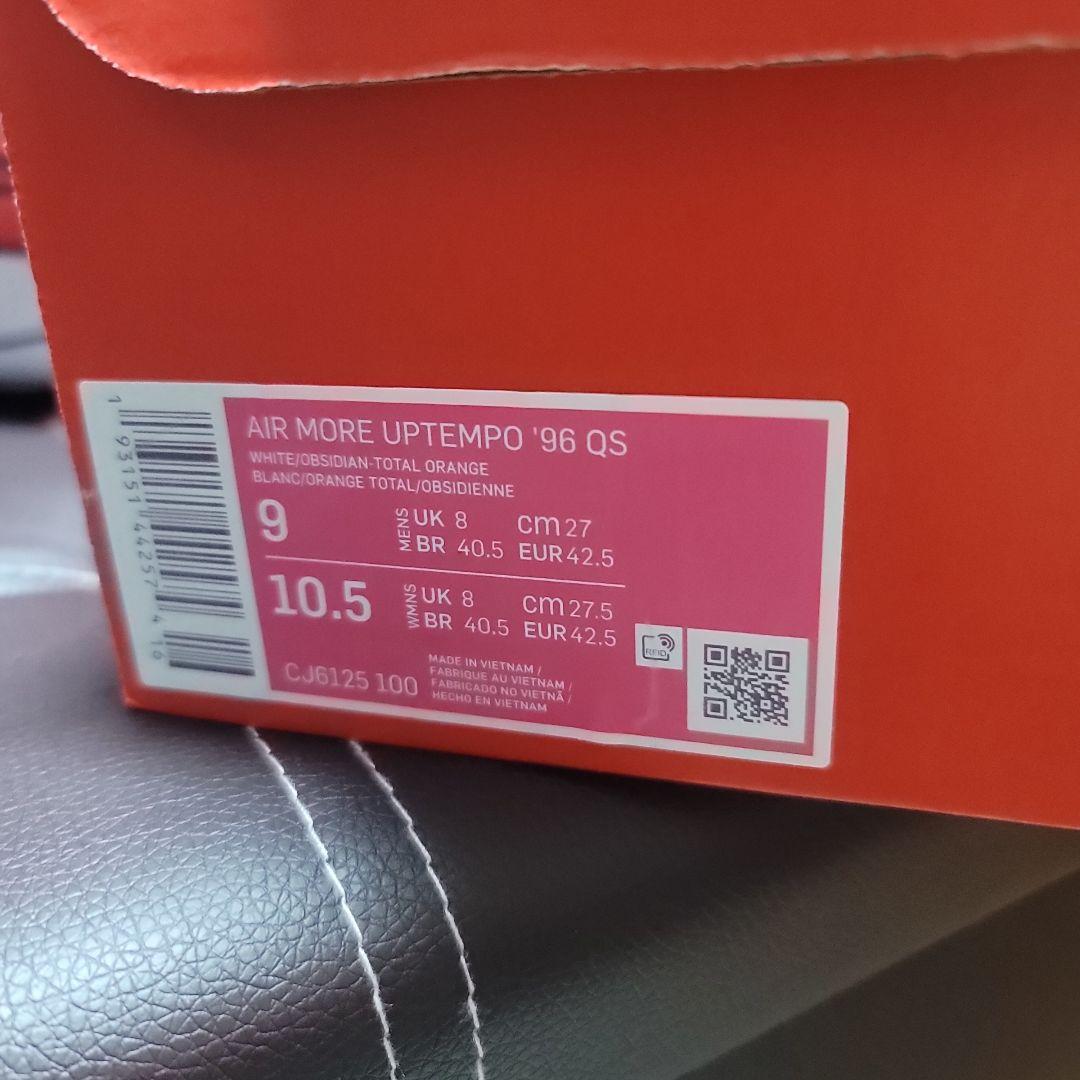 AIR MORE UPTEMPO '96 QS
WHITE/OBSIDIAN-TOTAL ORANGE
BLANC/ORANGE TOTAL/OBSIDIENNE
9 MENS UK 8 cm 27
BR 40.5 EUR 42.5
10.5 WMNS UK 8 cm 27.5
BR 40.5 EUR 42.5
CJ6125 100
MADE IN VIETNAM /
FABRIQUE AU VIETNAM /
FABRICADO NO VIETNÃ /
HECHO EN VIETNAM
RFID